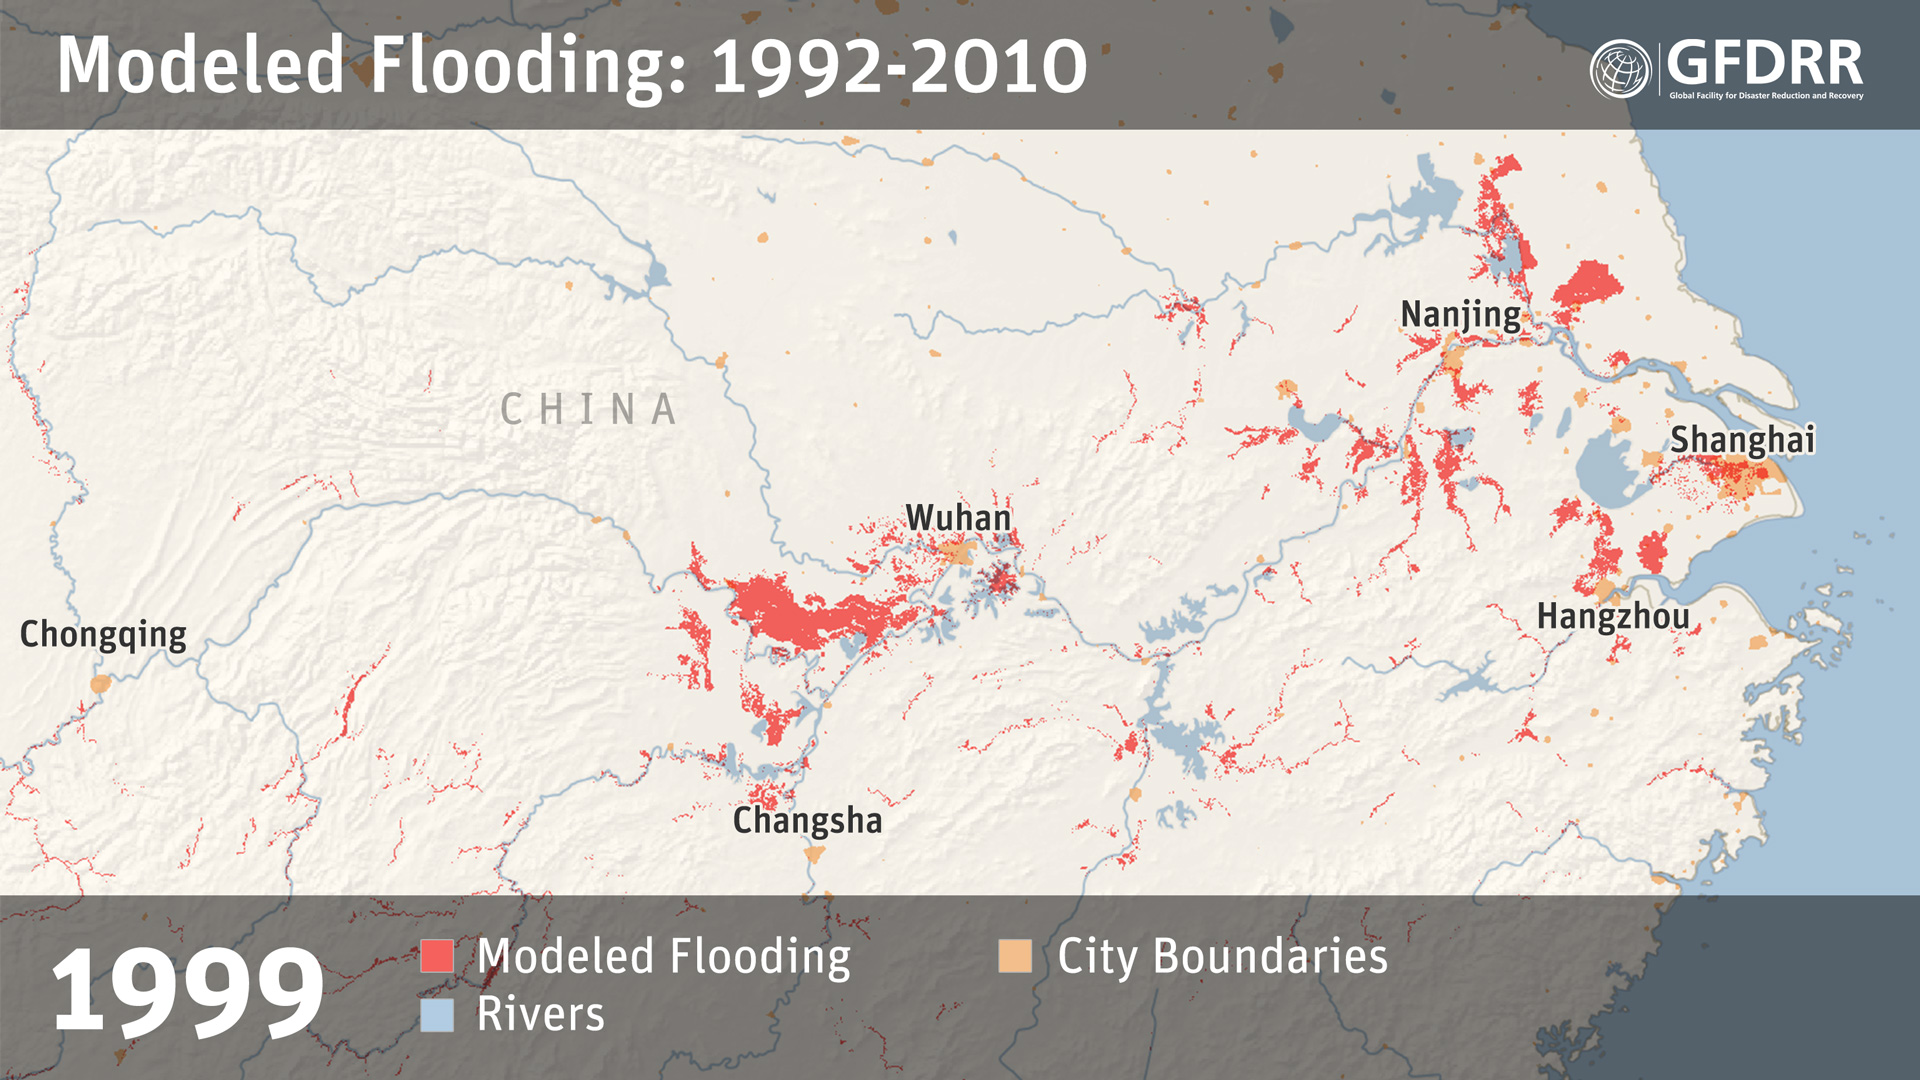 Modeled Flooding: 1992-2010
GFDRR
Global Facility for Disaster Reduction and Recovery
Nanjing
CHINA
Shanghai
Wuhan
Hangzhou
Chongqing
Changsha
1999
Modeled Flooding
City Boundaries
Rivers